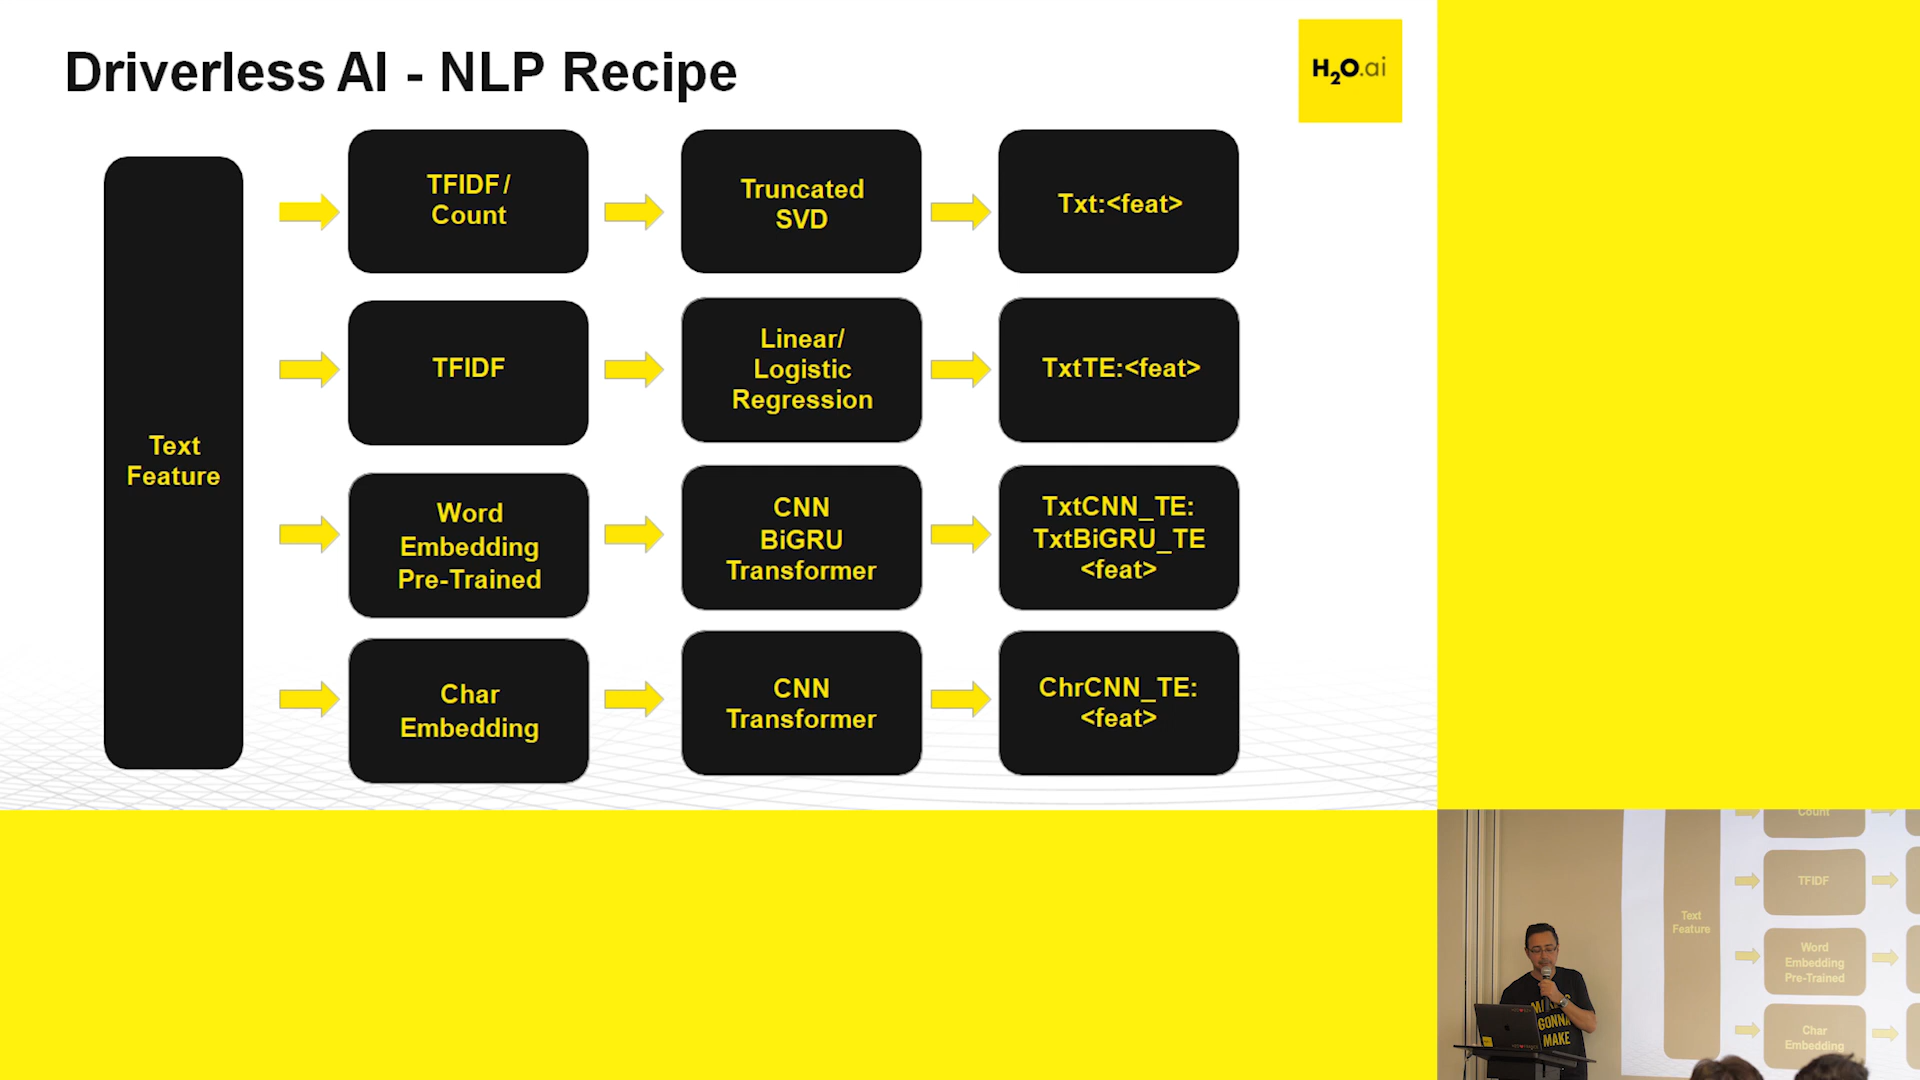 Driverless AI - NLP Recipe
H2O.ai
Text
Feature
TFIDF /
Count
Truncated
SVD
Txt:<feat>
TFIDF
Linear/
Logistic
Regression
TxtTE:<feat>
Word
Embedding
Pre-Trained
CNN
BiGRU
Transformer
TxtCNN_TE:
TxtBiGRU_TE
<feat>
Char
Embedding
CNN
Transformer
ChrCNN_TE:
<feat>
Count
TFIDF
Text
Feature
Word
Embedding
Pre-Trained
Char
Embedding
GONNA
MAKE